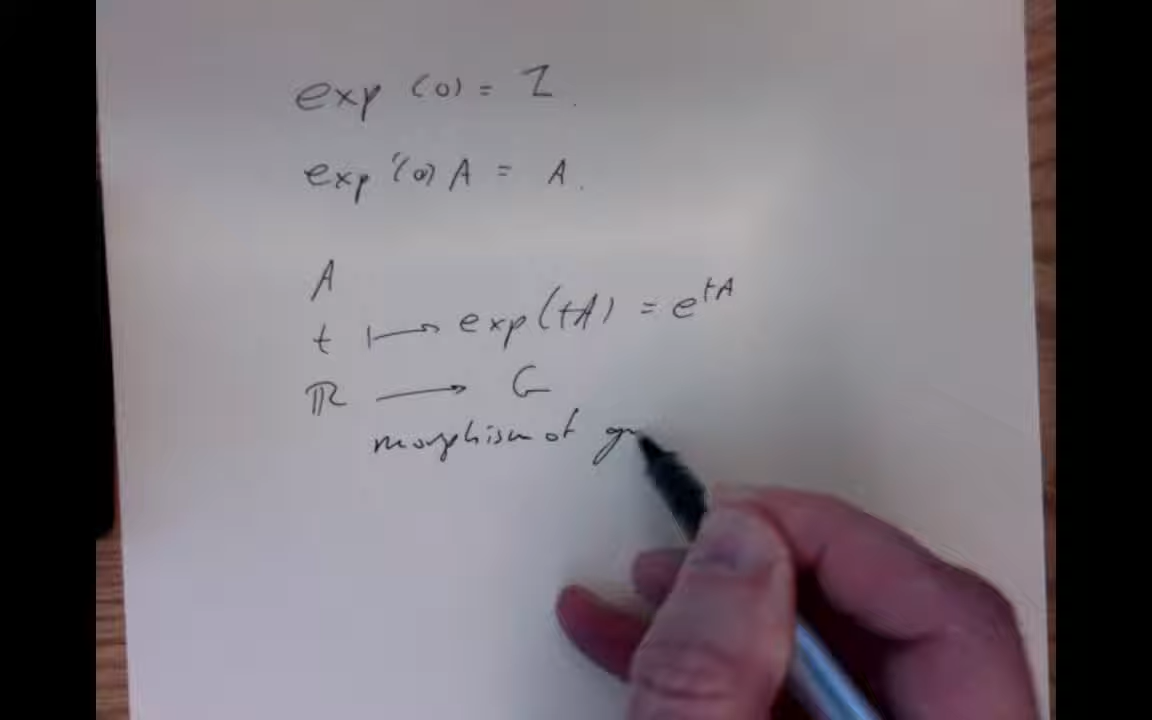 exp (0) = I.
exp'(0) A = A.
A
t ↦ exp(tA) = e^{tA}
ℝ ⟶ G
morphism of